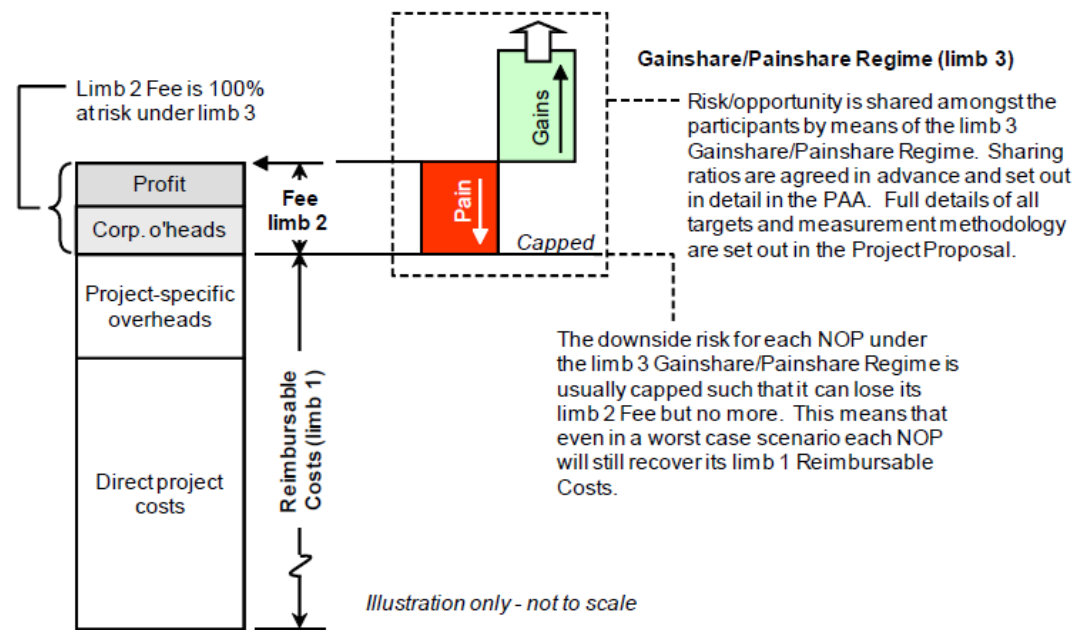 Limb 2 Fee is 100%
at risk under limb 3
Profit
Corp. o'heads
Project-specific
overheads
Direct project
costs
Fee
limb 2
Reimbursable
Costs (limb 1)
Pain
Gains
Capped
Gainshare/Painshare Regime (limb 3)
Risk/opportunity is shared amongst the
participants by means of the limb 3
Gainshare/Painshare Regime. Sharing
ratios are agreed in advance and set out
in detail in the PAA. Full details of all
targets and measurement methodology
are set out in the Project Proposal.
The downside risk for each NOP under
the limb 3 Gainshare/Painshare Regime is
usually capped such that it can lose its
limb 2 Fee but no more. This means that
even in a worst case scenario each NOP
will still recover its limb 1 Reimbursable
Costs.
Illustration only - not to scale